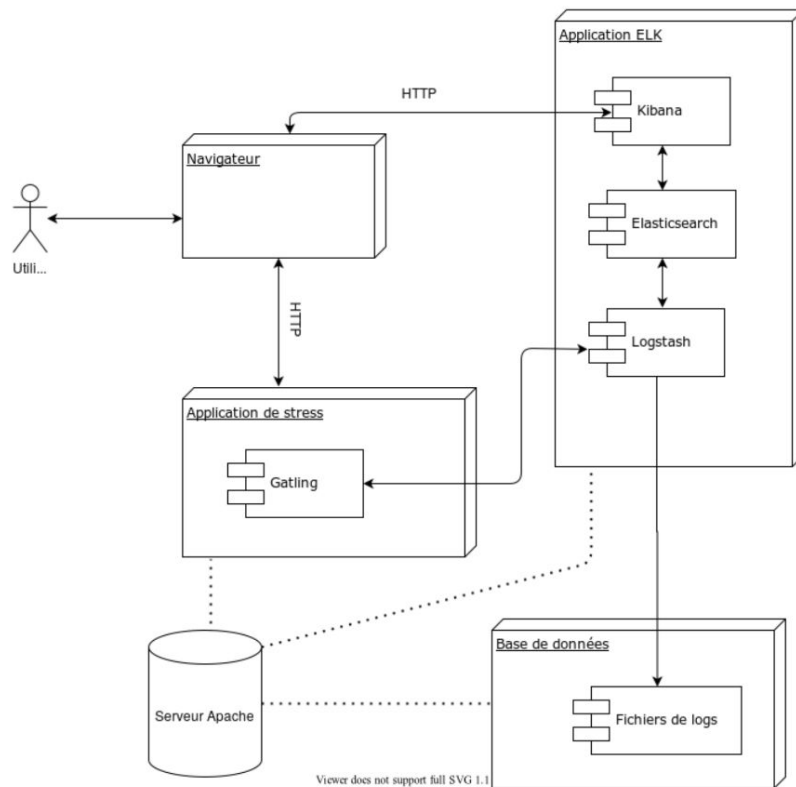 Application ELK
HTTP
Kibana
Navigateur
Elasticsearch
Utili...
HTTP
Logstash
Application de stress
Gatling
Base de données
Serveur Apache
Fichiers de logs
Viewer does not support full SVG 1.1